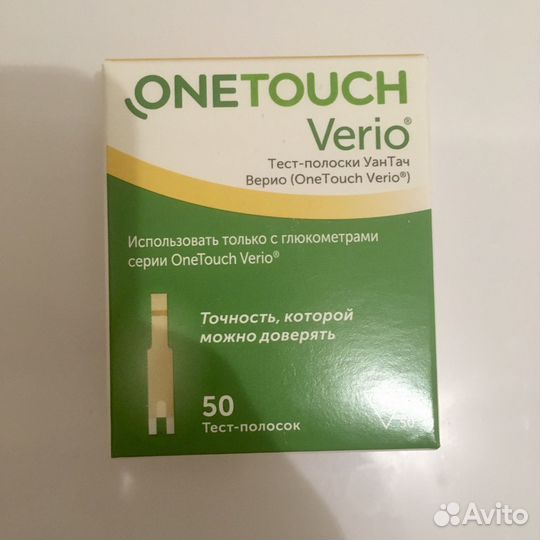 ONETOUCH
Verio®
Тест-полоски УанТач
Верио (OneTouch Verio®)
Использовать только с глюкометрами
серии OneTouch Verio®
Точность, которой
можно доверять
50
Тест-полосок
50
Avito